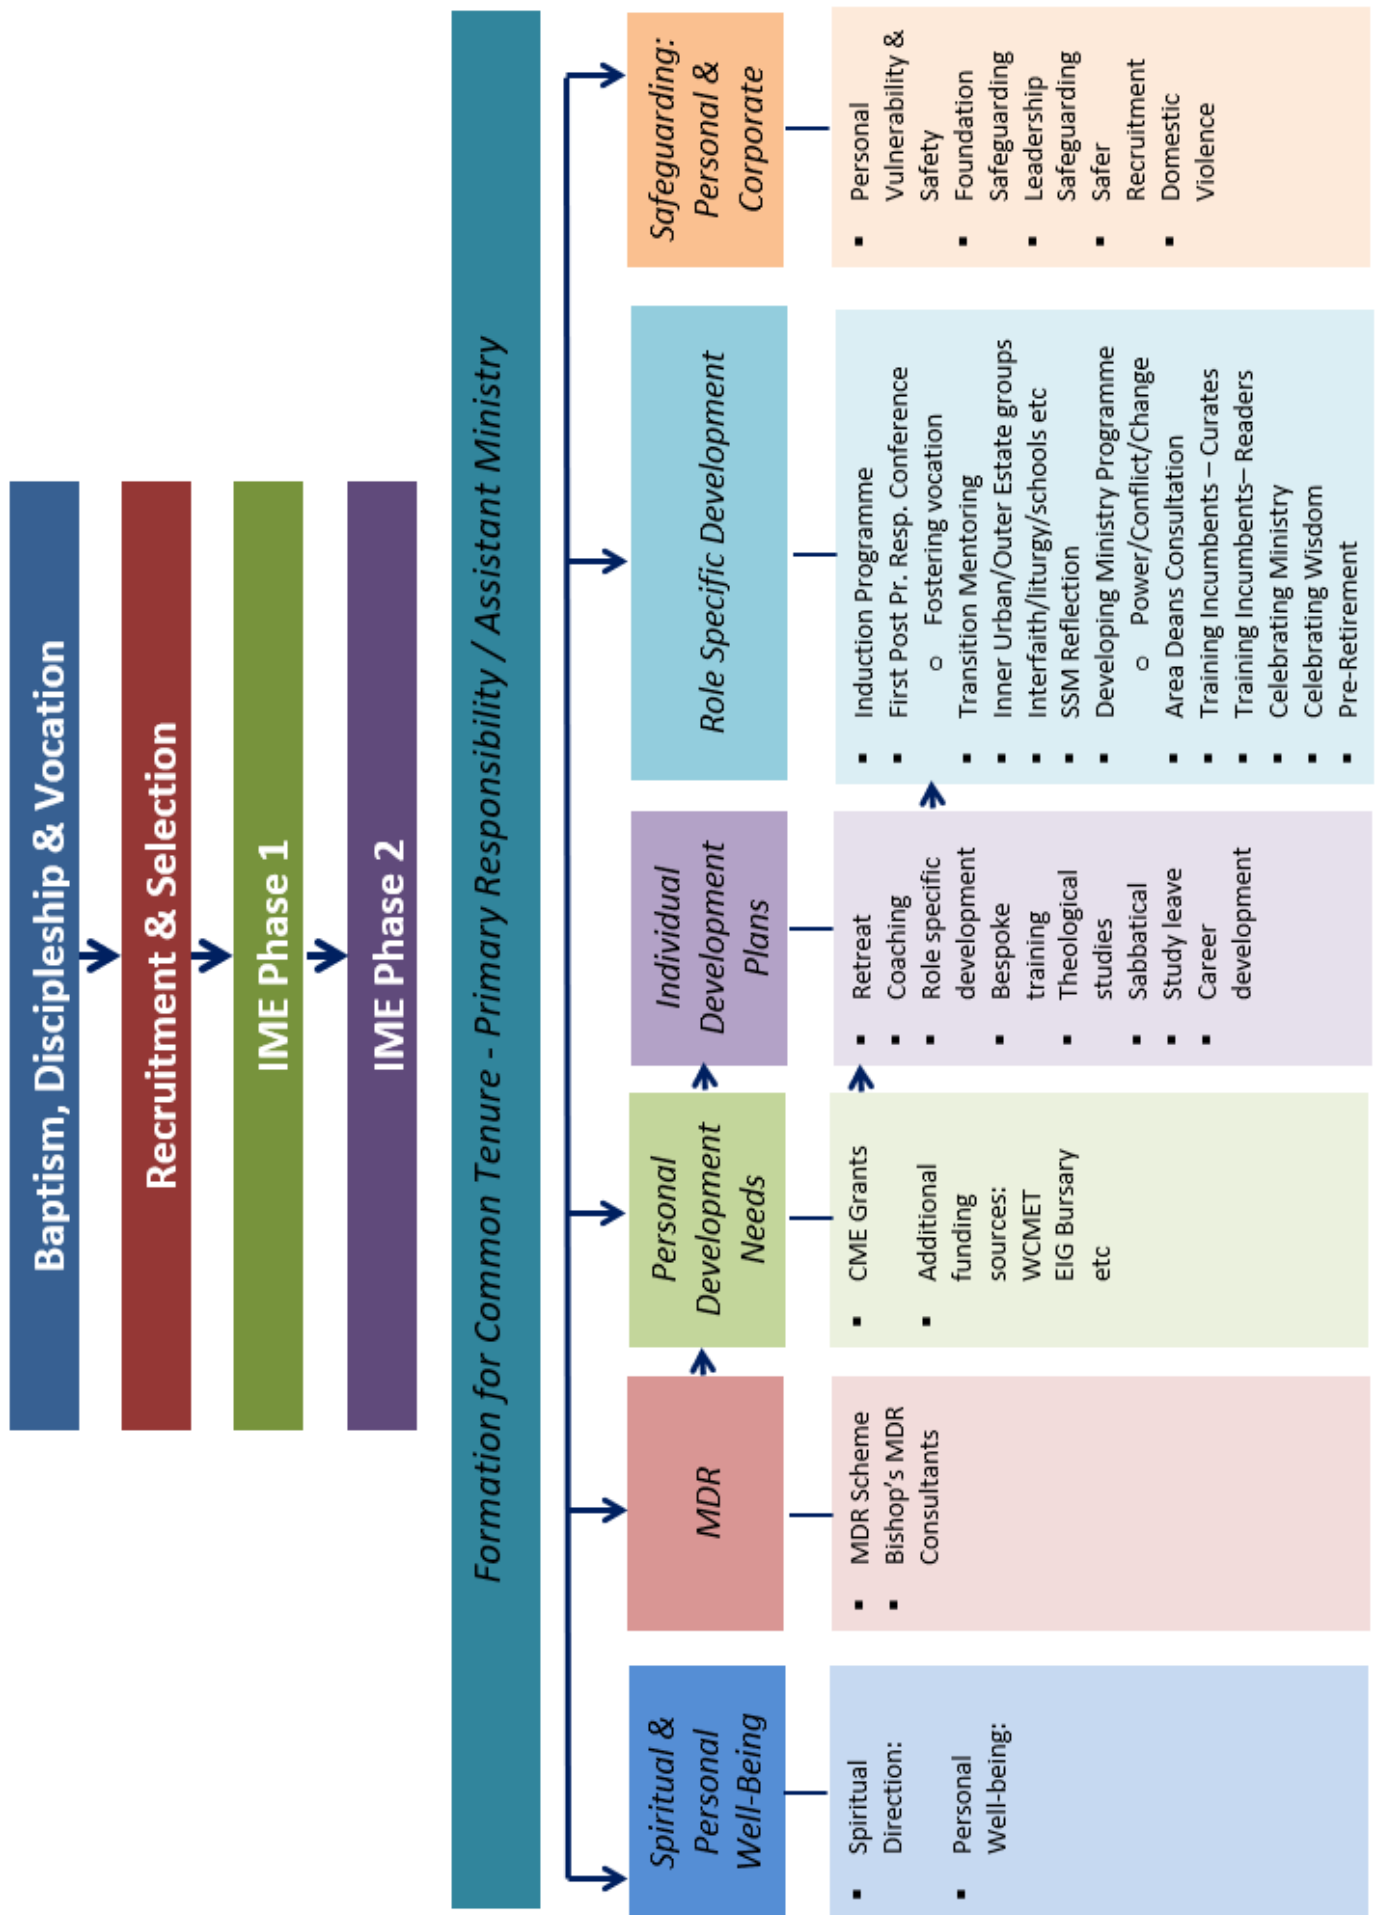 Baptism, Discipleship & Vocation
Recruitment & Selection
IME Phase 1
IME Phase 2
Formation for Common Tenure - Primary Responsibility / Assistant Ministry
Spiritual &
Personal
Well-Being
▪ Spiritual
Direction:
▪ Personal
Well-being:
MDR
▪ MDR Scheme
▪ Bishop's MDR
Consultants
Personal
Development
Needs
▪ CME Grants
▪ Additional
funding
sources:
WCMET
EIG Bursary
etc
Individual
Development
Plans
▪ Retreat
▪ Coaching
▪ Role specific
development
▪ Bespoke
training
▪ Theological
studies
▪ Sabbatical
▪ Study leave
▪ Career
development
Role Specific Development
▪ Induction Programme
▪ First Post Pr. Resp. Conference
o Fostering vocation
▪ Transition Mentoring
▪ Inner Urban/Outer Estate groups
▪ Interfaith/liturgy/schools etc
▪ SSM Reflection
▪ Developing Ministry Programme
o Power/Conflict/Change
▪ Area Deans Consultation
▪ Training Incumbents – Curates
▪ Training Incumbents– Readers
▪ Celebrating Ministry
▪ Celebrating Wisdom
▪ Pre-Retirement
Safeguarding:
Personal &
Corporate
▪ Personal
Vulnerability &
Safety
▪ Foundation
Safeguarding
▪ Leadership
Safeguarding
▪ Safer
Recruitment
▪ Domestic
Violence